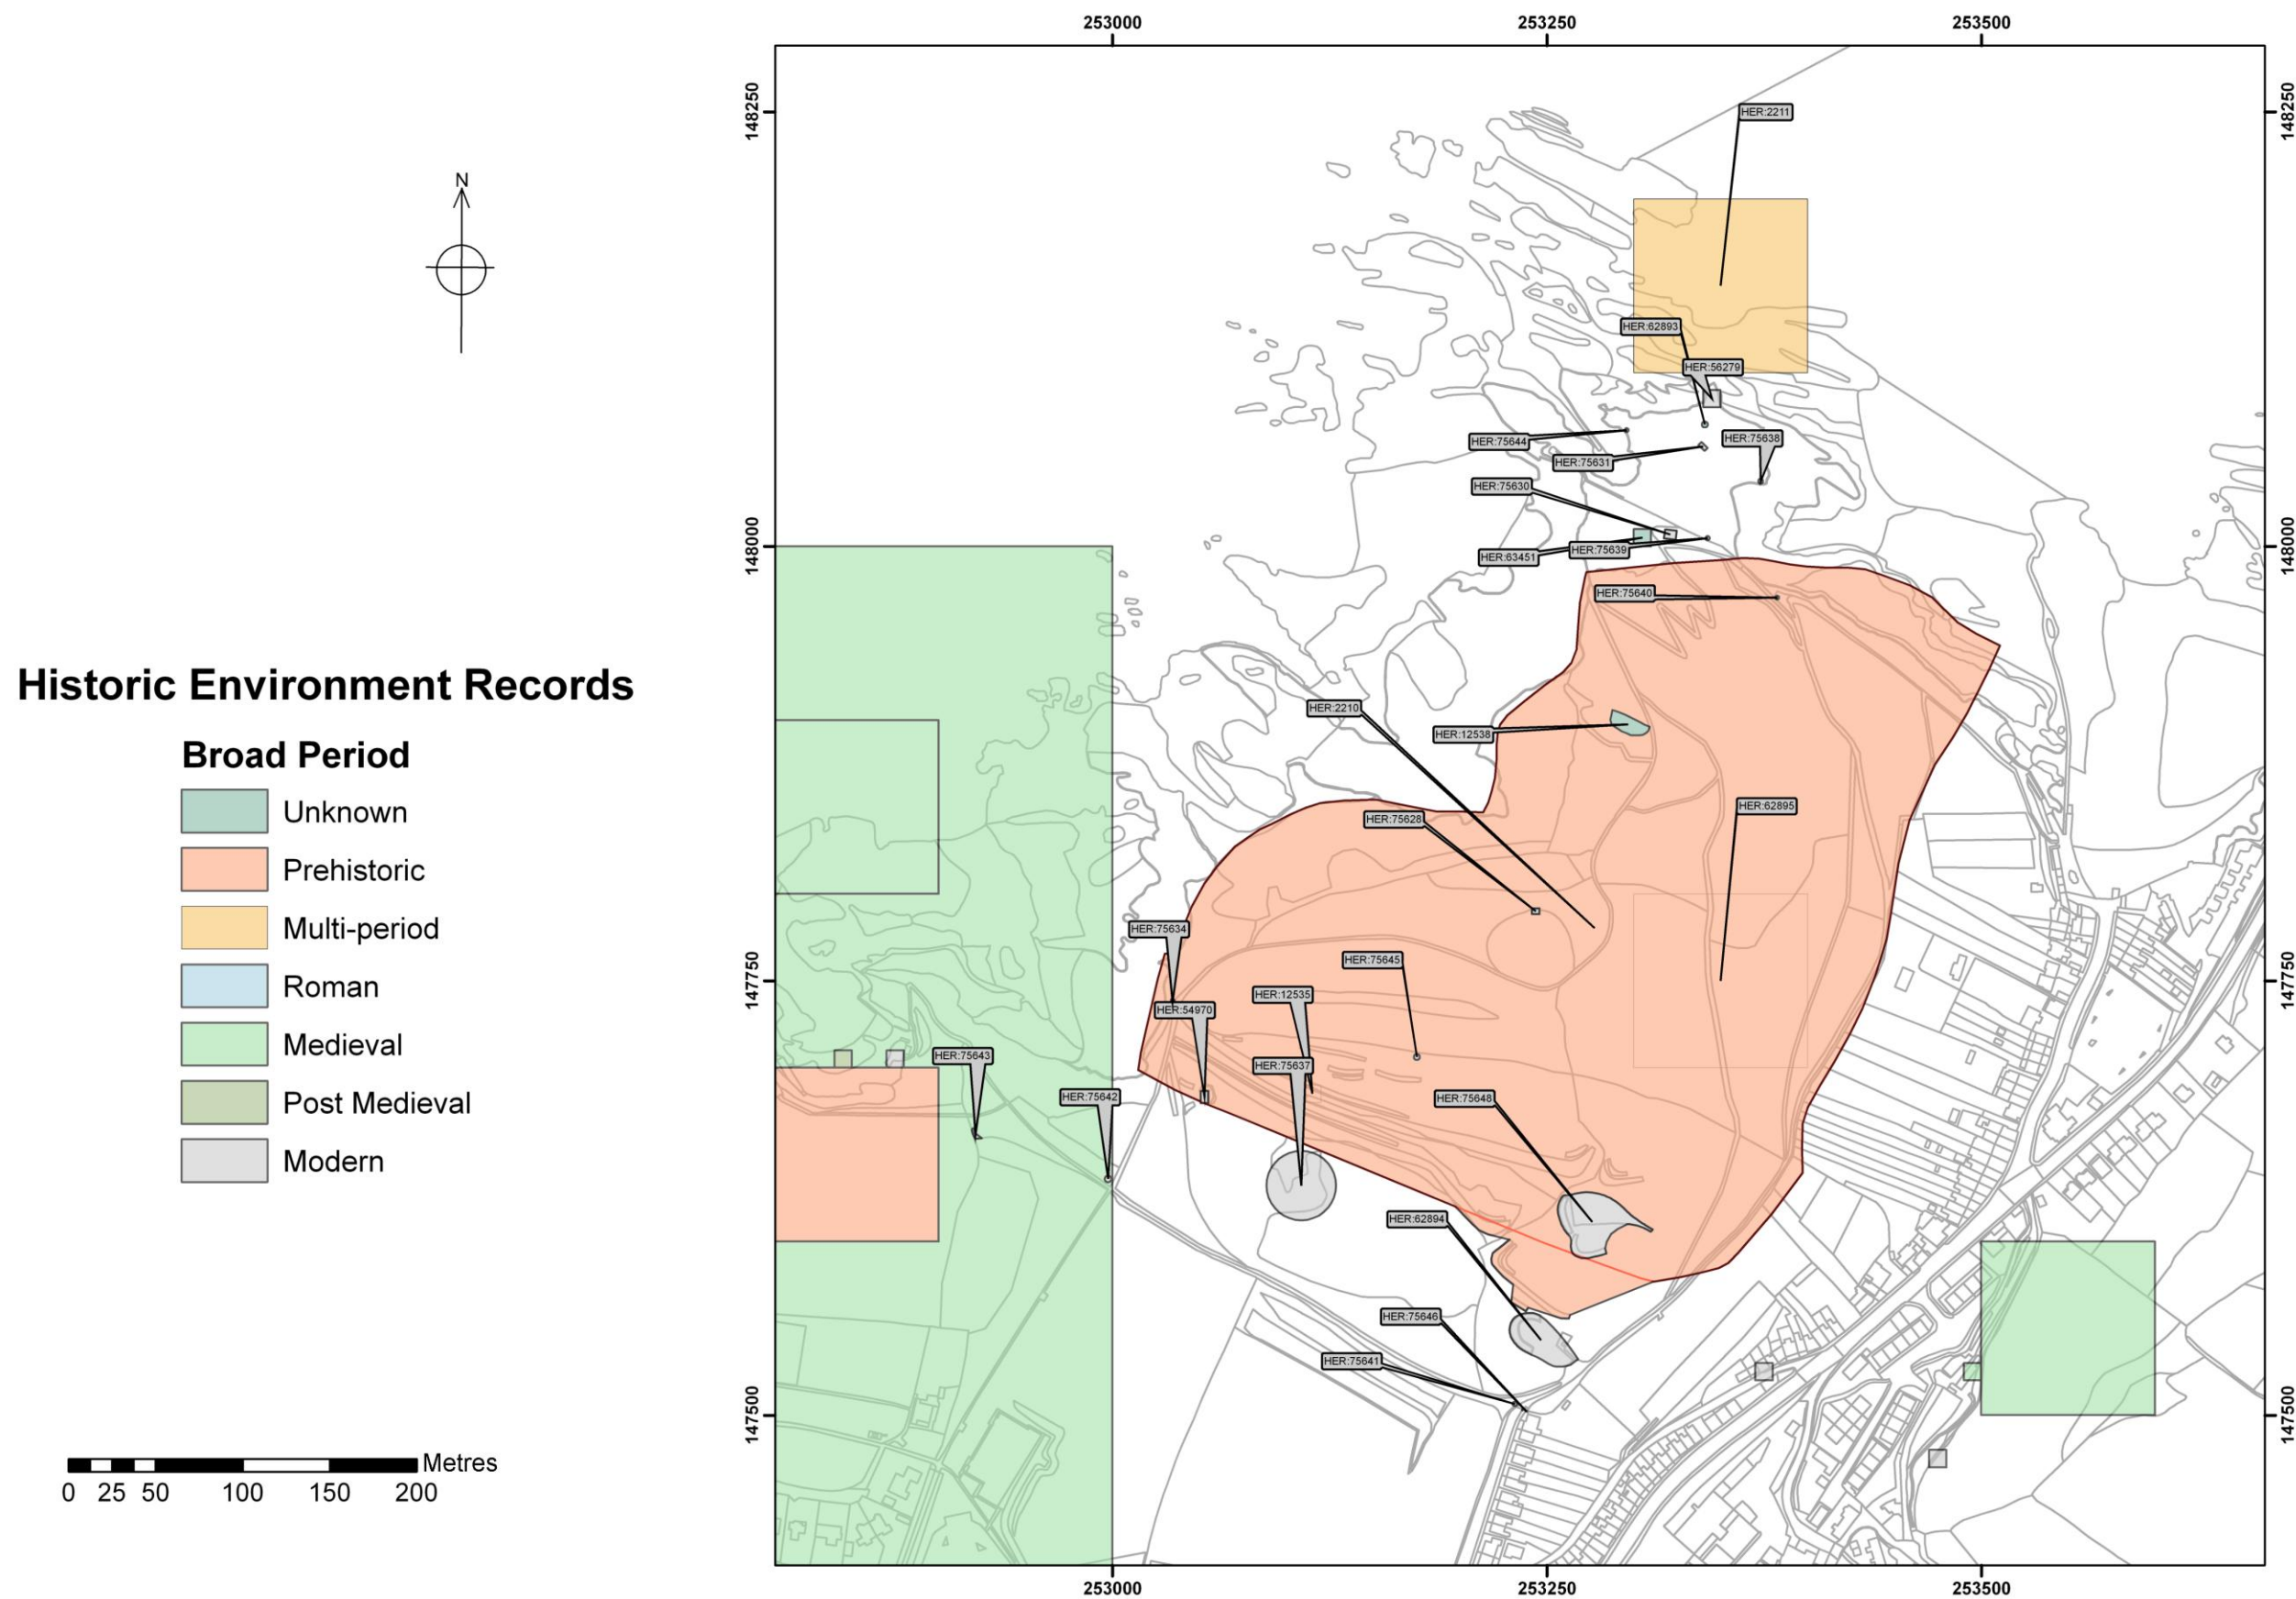 253000
253250
253500
148250
148250
HER:2211
N
HER:62893
HER:56279
HER:75644
HER:75638
HER:75631
HER:75630
148000
148000
HER:63451
HER:75639
HER:75640
Historic Environment Records
HER:2210
HER:12538
Broad Period
Unknown
HER:62895
HER:75628
Prehistoric
Multi-period
HER:75634
HER:75645
147750
147750
Roman
HER:12535
HER:54970
Medieval
HER:75643
HER:75637
HER:75642
HER:75648
Post Medieval
Modern
HER:62894
HER:75646
HER:75641
147500
147500
Metres
0 25 50 100 150 200
253000
253250
253500